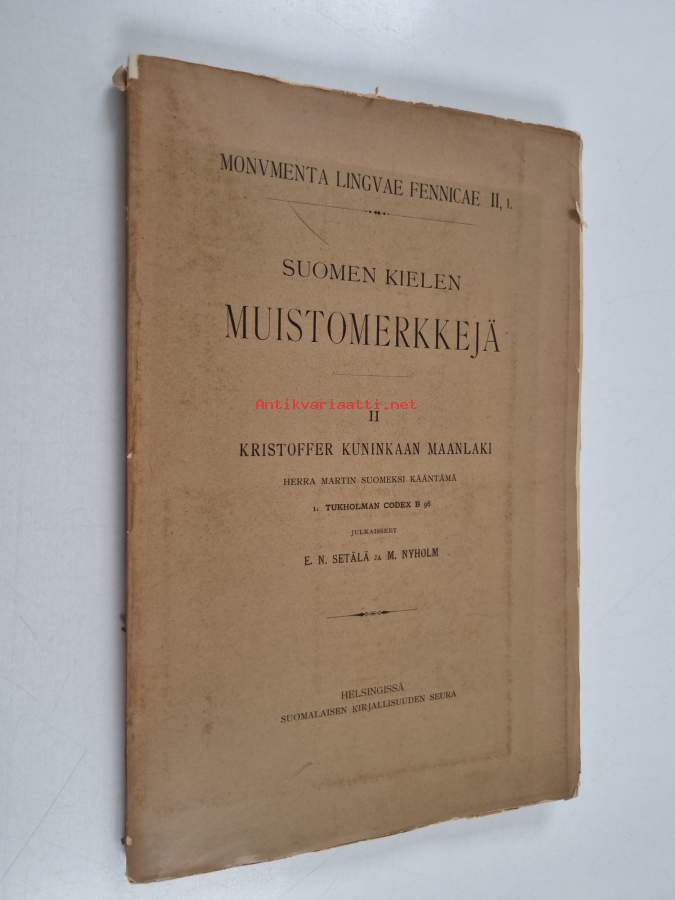 MONVMENTA LINGVAE FENNICAE II, 1.
SUOMEN KIELEN
MUISTOMERKKEJÄ
Antikvariaatti.net
II
KRISTOFFER KUNINKAAN MAANLAKI
HERRA MARTIN SUOMEKSI KÄÄNTÄMÄ
1. TUKHOLMAN CODEX B 96
JULKAISSEET
E. N. SETÄLÄ JA M. NYHOLM
HELSINGISSÄ
SUOMALAISEN KIRJALLISUUDEN SEURA